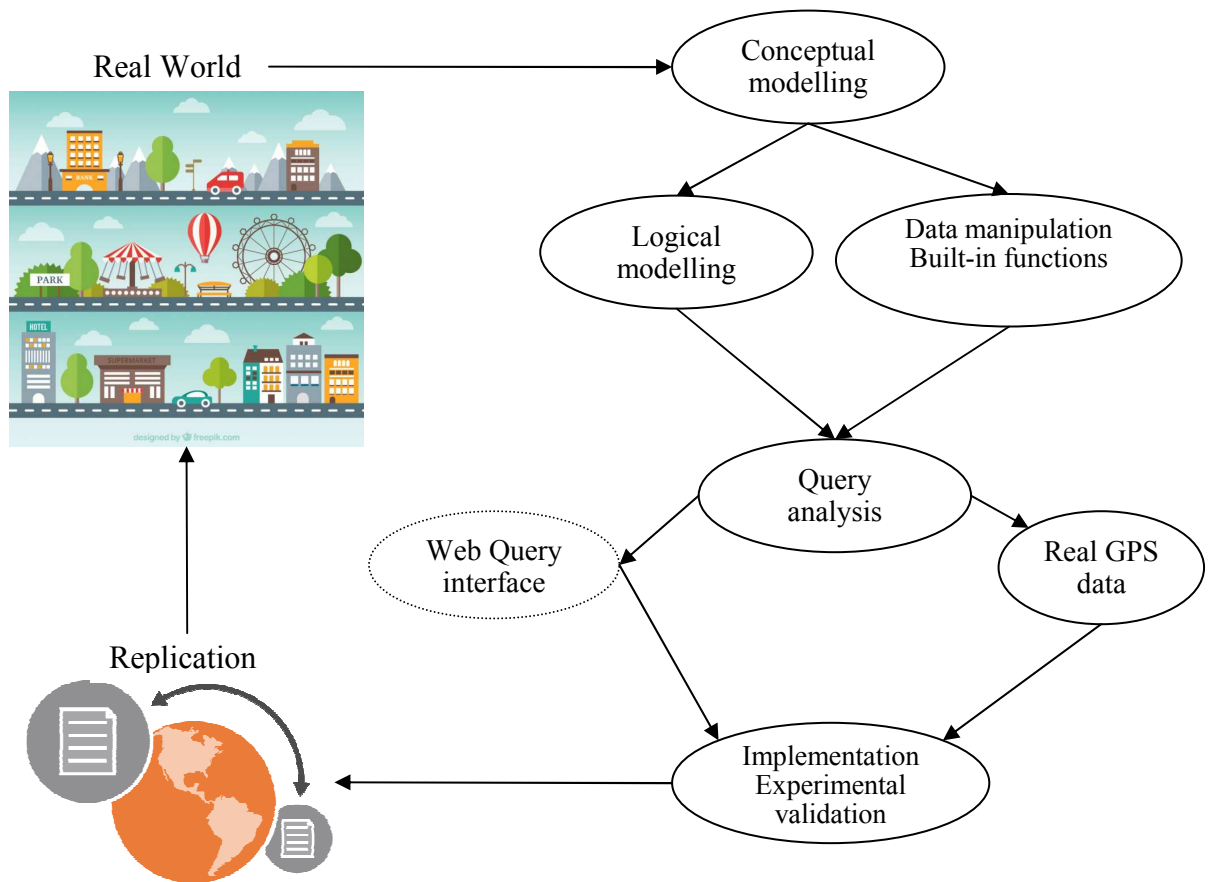 Real World
Conceptual
modelling
BANK
Logical
modelling
Data manipulation
Built-in functions
PARK
HOTEL
SUPERMARKET
designed by freepik.com
Query
analysis
Web Query
interface
Real GPS
data
Replication
Implementation
Experimental
validation